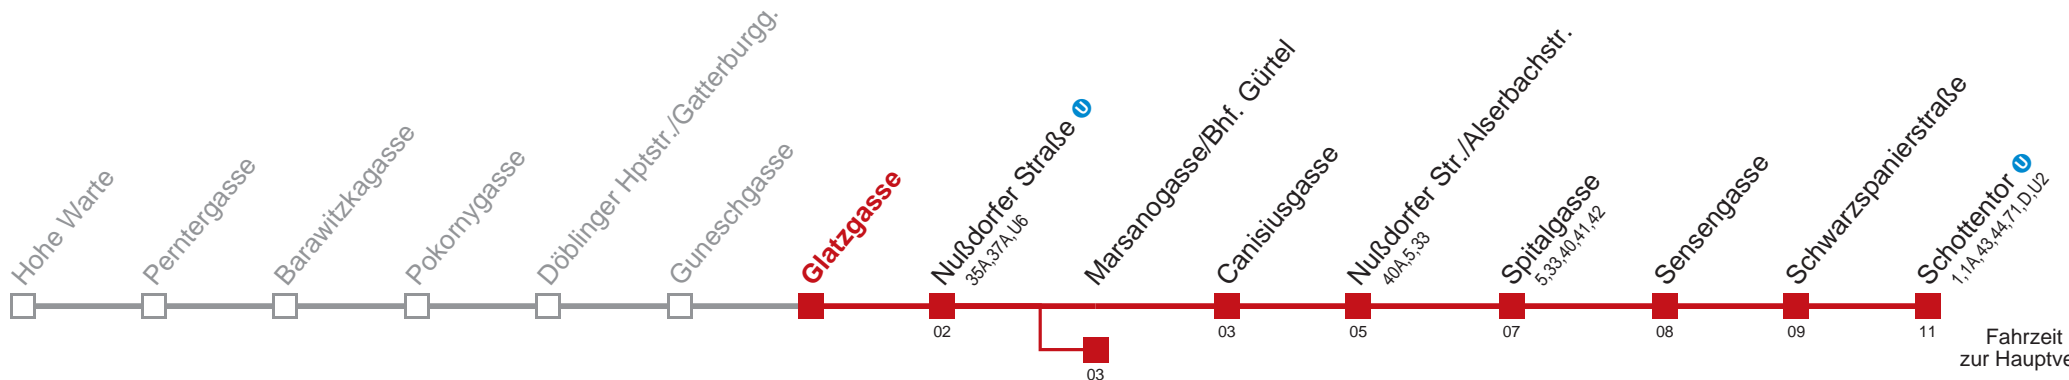 Hohe Warte
Perntergasse
Barawitzkagasse
Pokornygasse
Döblinger Hptstr./Gatterburgg.
Guneschgasse
Glatzgasse
Nußdorfer Straße U
35A,37A,U6
Marsanogasse/Bhf. Gürtel
Canisiusgasse
Nußdorfer Str./Alserbachstr.
40A,5,33
Spitalgasse
5,33,40,41,42
Sensengasse
Schwarzspanierstraße
Schottentor U
1,1A,43,44,71,D,U2
02
03
03
05
07
08
09
11
Fahrzeit
zur Hauptve